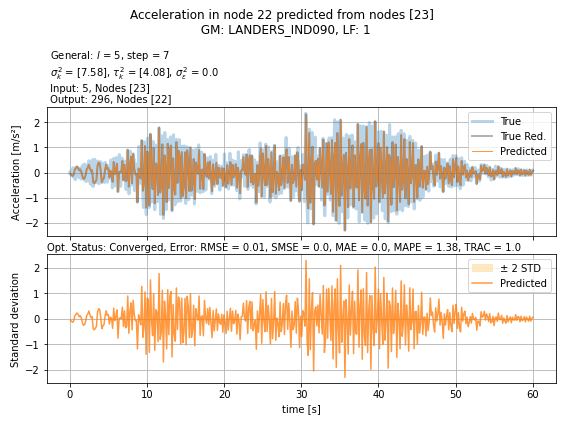 Acceleration in node 22 predicted from nodes [23]
GM: LANDERS_IND090, LF: 1
General: l = 5, step = 7
σ²ₖ = [7.58], τ²ₖ = [4.08], σ²ε = 0.0
Input: 5, Nodes [23]
Output: 296, Nodes [22]
Acceleration [m/s²]
2
1
0
−1
−2
True
True Red.
Predicted
Opt. Status: Converged, Error: RMSE = 0.01, SMSE = 0.0, MAE = 0.0, MAPE = 1.38, TRAC = 1.0
Standard deviation
2
1
0
−1
−2
± 2 STD
Predicted
0 10 20 30 40 50 60
time [s]